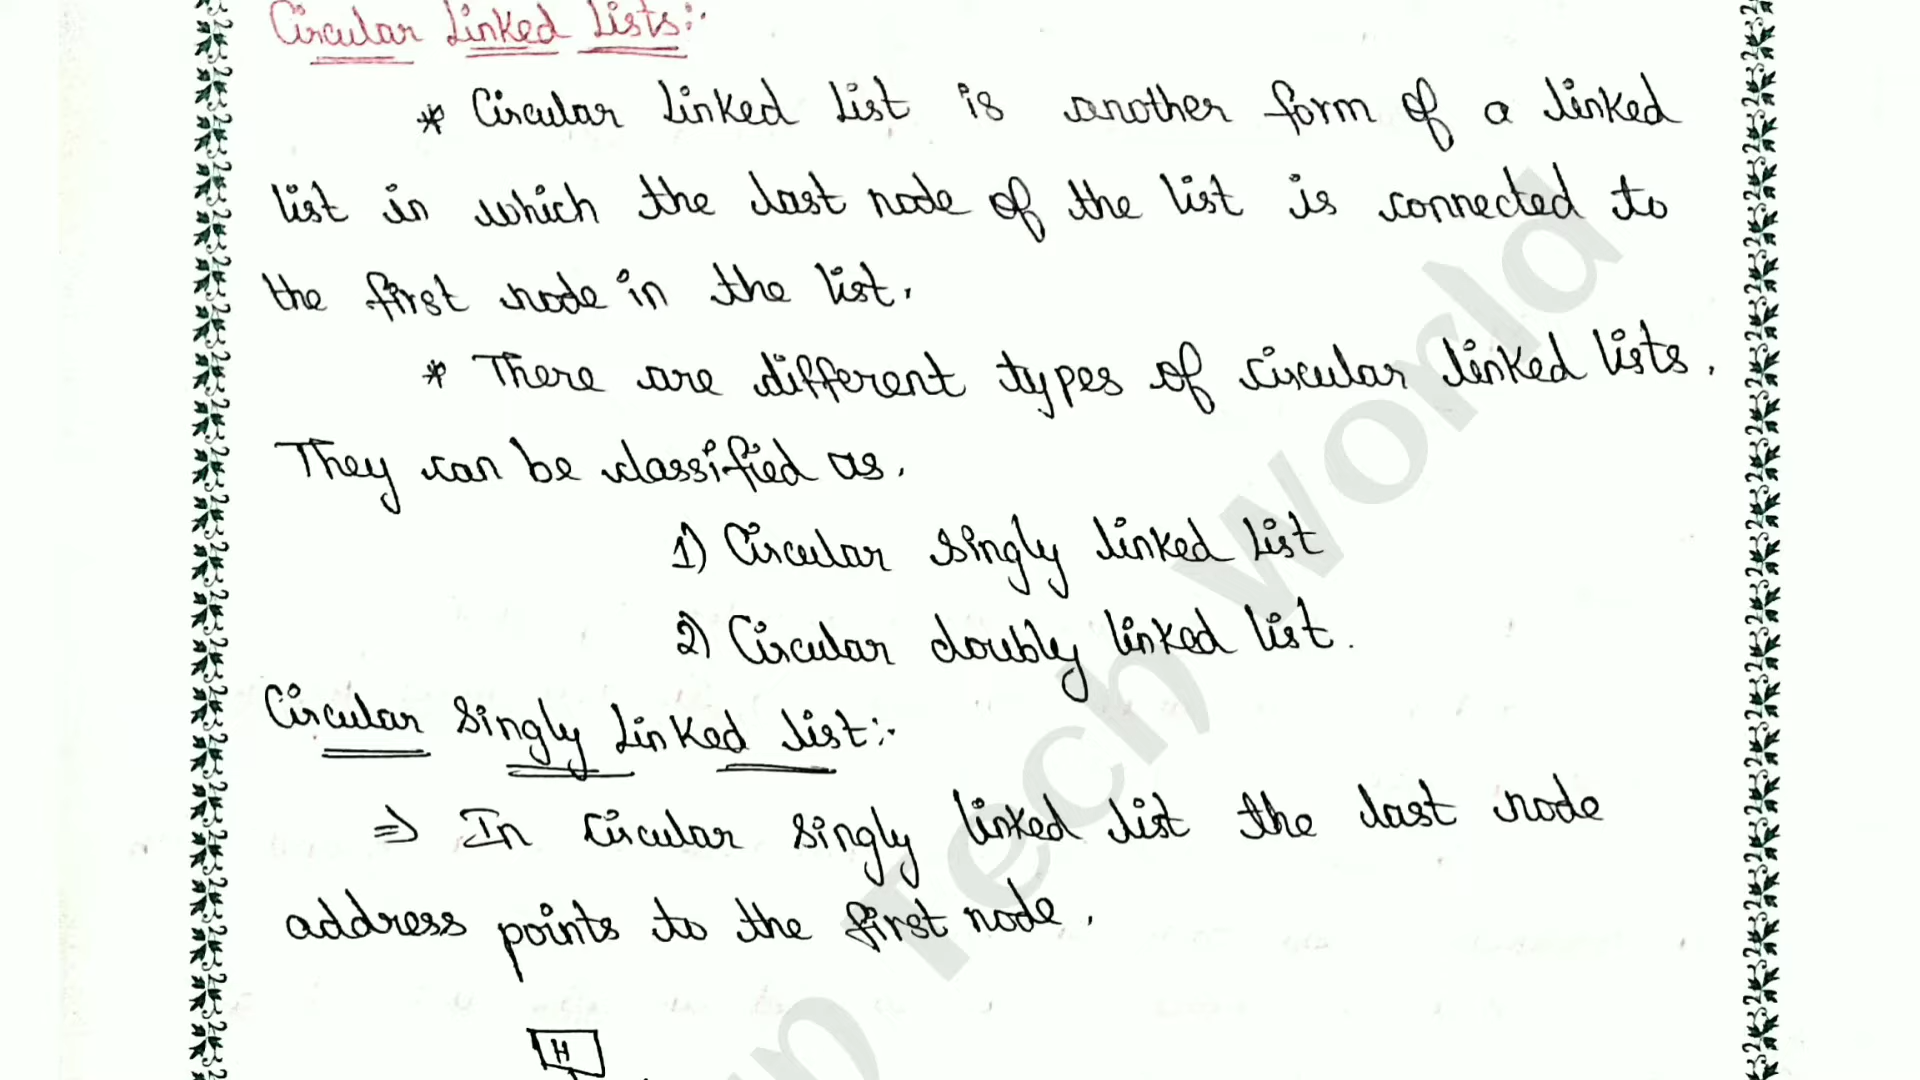 Circular Linked Lists:-
* Circular Linked List is another form of a linked
list in which the last node of the list is connected to
the first node in the list.
* There are different types of circular linked lists.
They can be classified as.
1) Circular singly linked list
2) Circular doubly linked list.
Circular Singly Linked list:-
⇒ In circular singly linked list the last node
address points to the first node.
H
Tech World